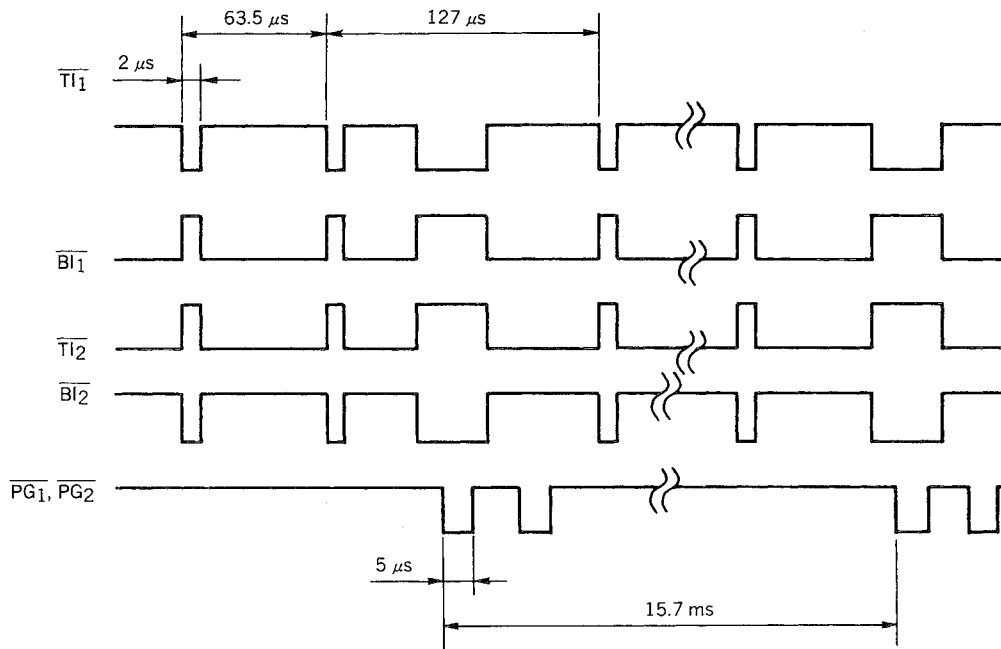 63.5 μs
127 μs
2 μs
TI1
BI1
TI2
BI2
PG1, PG2
5 μs
15.7 ms